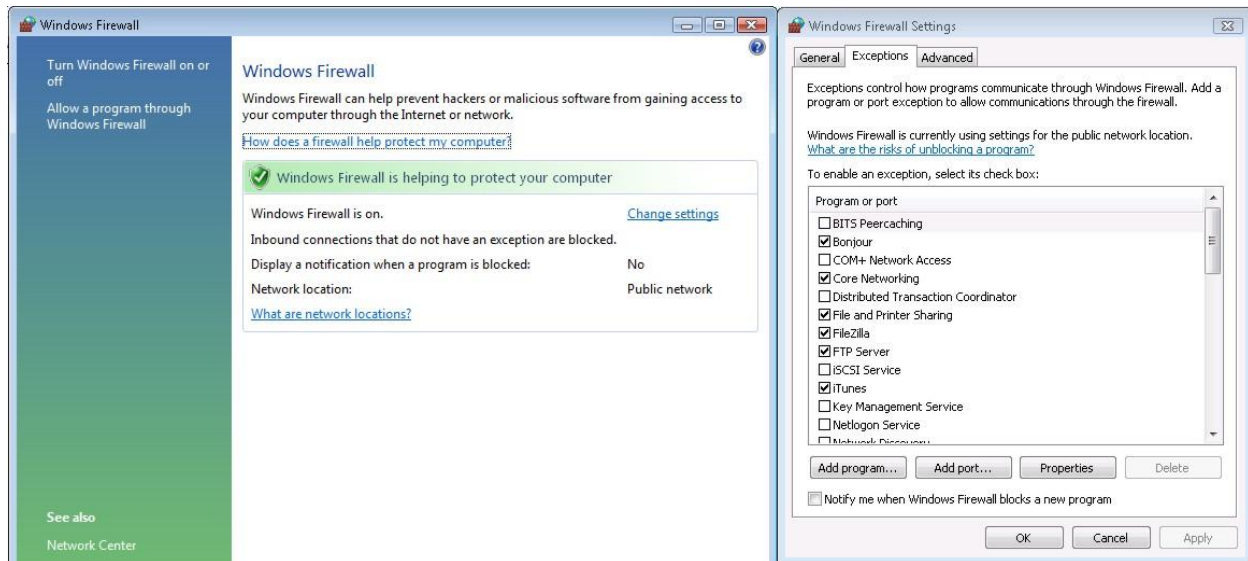 Windows Firewall
Turn Windows Firewall on or
off
Allow a program through
Windows Firewall
See also
Network Center
Windows Firewall
Windows Firewall can help prevent hackers or malicious software from gaining access to
your computer through the Internet or network.
How does a firewall help protect my computer?
Windows Firewall is helping to protect your computer
Windows Firewall is on. Change settings
Inbound connections that do not have an exception are blocked.
Display a notification when a program is blocked: No
Network location: Public network
What are network locations?
Windows Firewall Settings
General Exceptions Advanced
Exceptions control how programs communicate through Windows Firewall. Add a
program or port exception to allow communications through the firewall.
Windows Firewall is currently using settings for the public network location.
What are the risks of unblocking a program?
To enable an exception, select its check box:
Program or port
BITS Peercaching
Bonjour
COM+ Network Access
Core Networking
Distributed Transaction Coordinator
File and Printer Sharing
FileZilla
FTP Server
iSCSI Service
iTunes
Key Management Service
Netlogon Service
Network Discovery
Add program... Add port... Properties Delete
Notify me when Windows Firewall blocks a new program
OK Cancel Apply